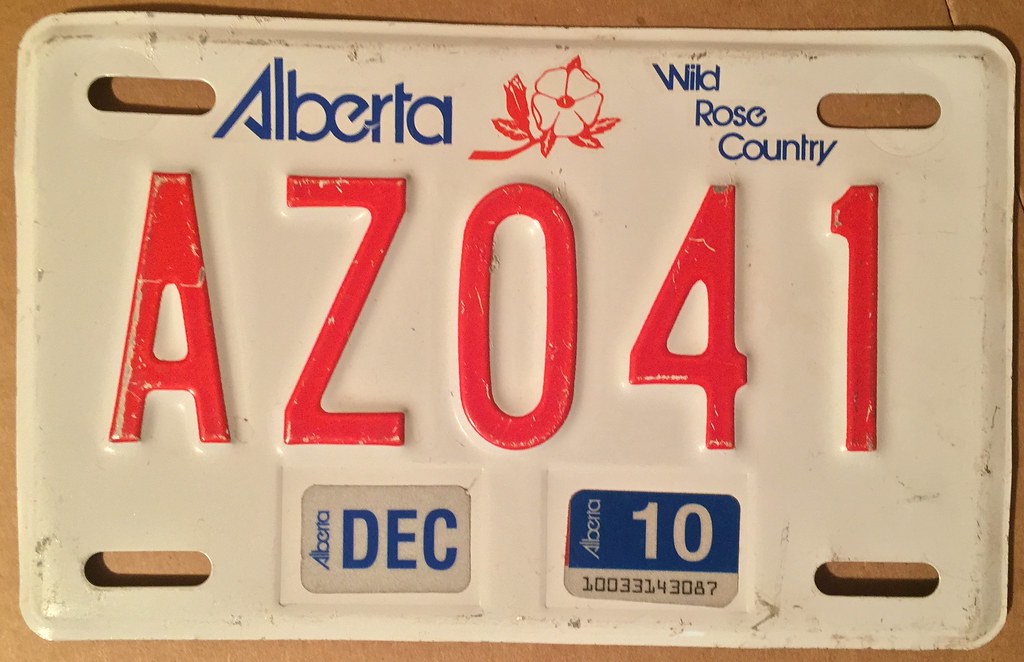 Alberta
Wild
Rose
Country
AZ041
Alberta DEC
Alberta 10
10033143087